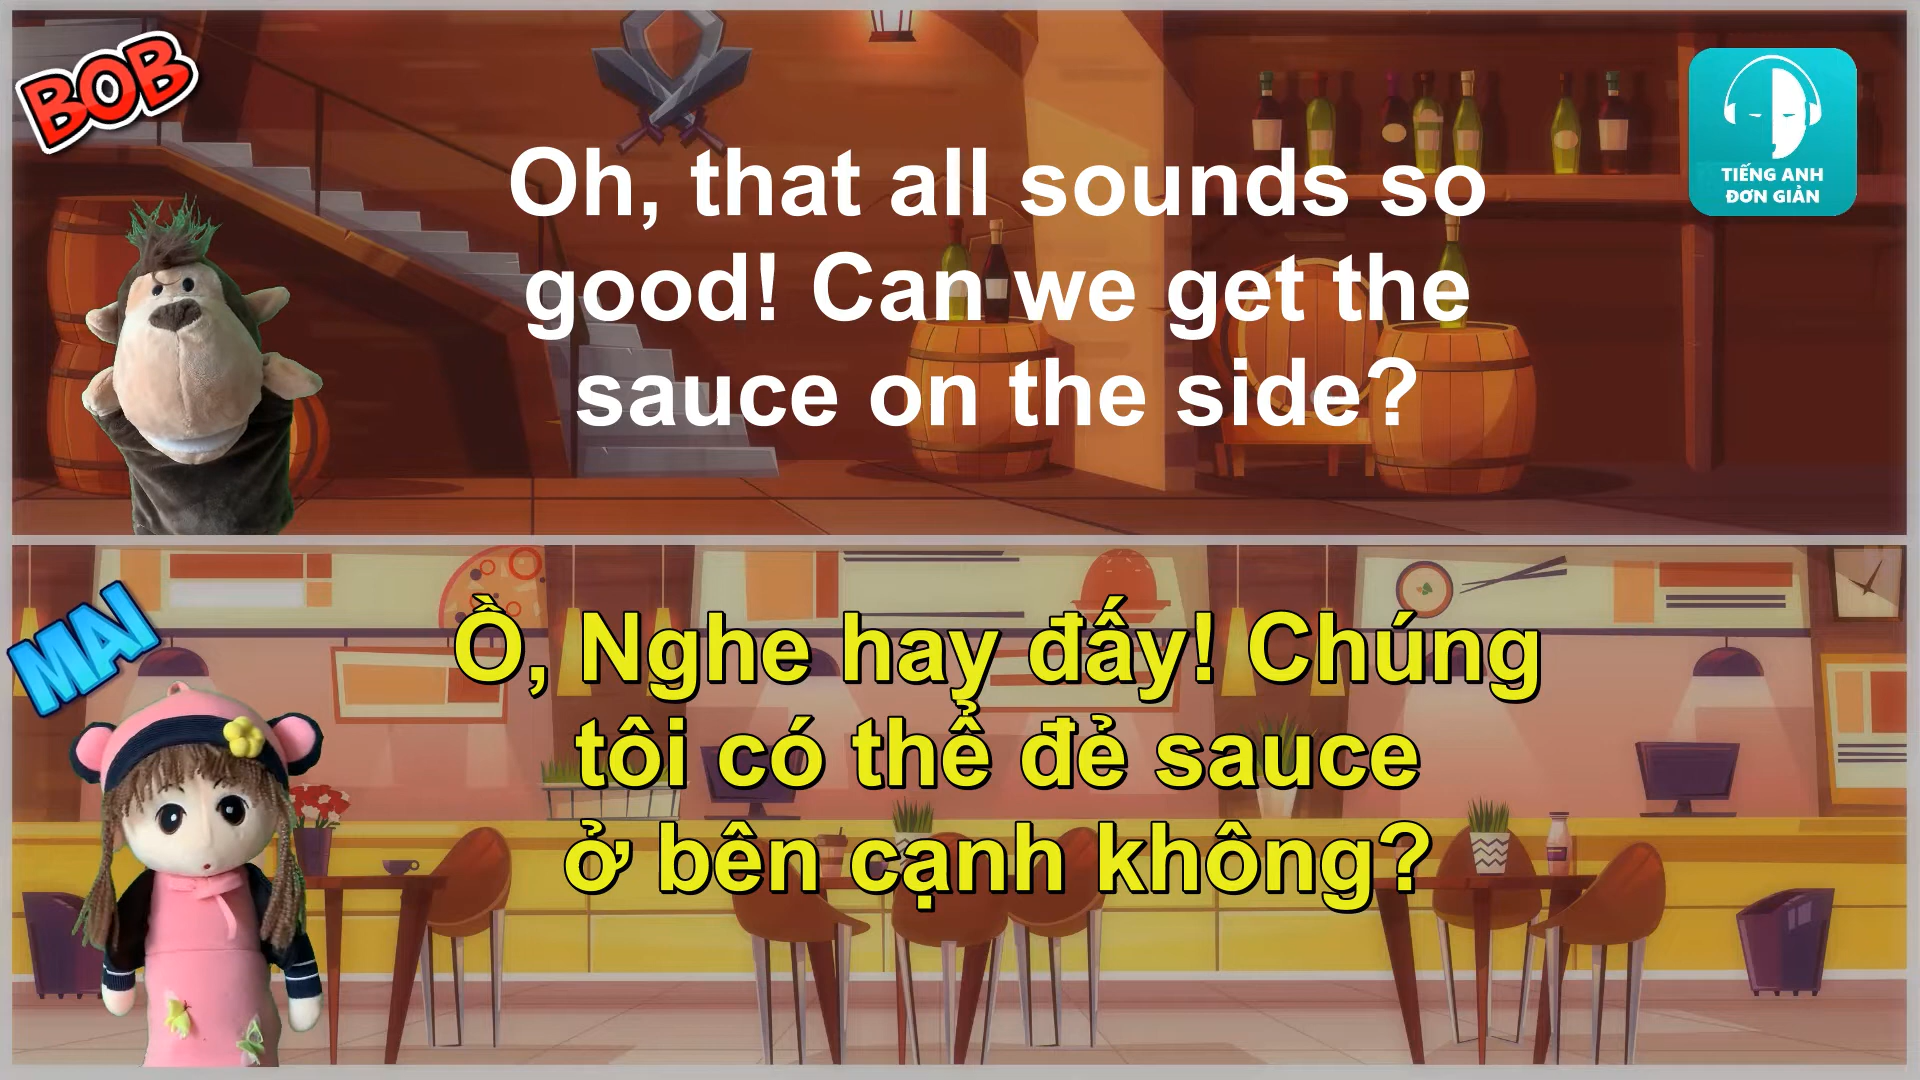 BOB
TIẾNG ANH
ĐƠN GIẢN
Oh, that all sounds so
good! Can we get the
sauce on the side?
MAI
Ồ, Nghe hay đấy! Chúng
tôi có thể đẻ sauce
ở bên cạnh không?